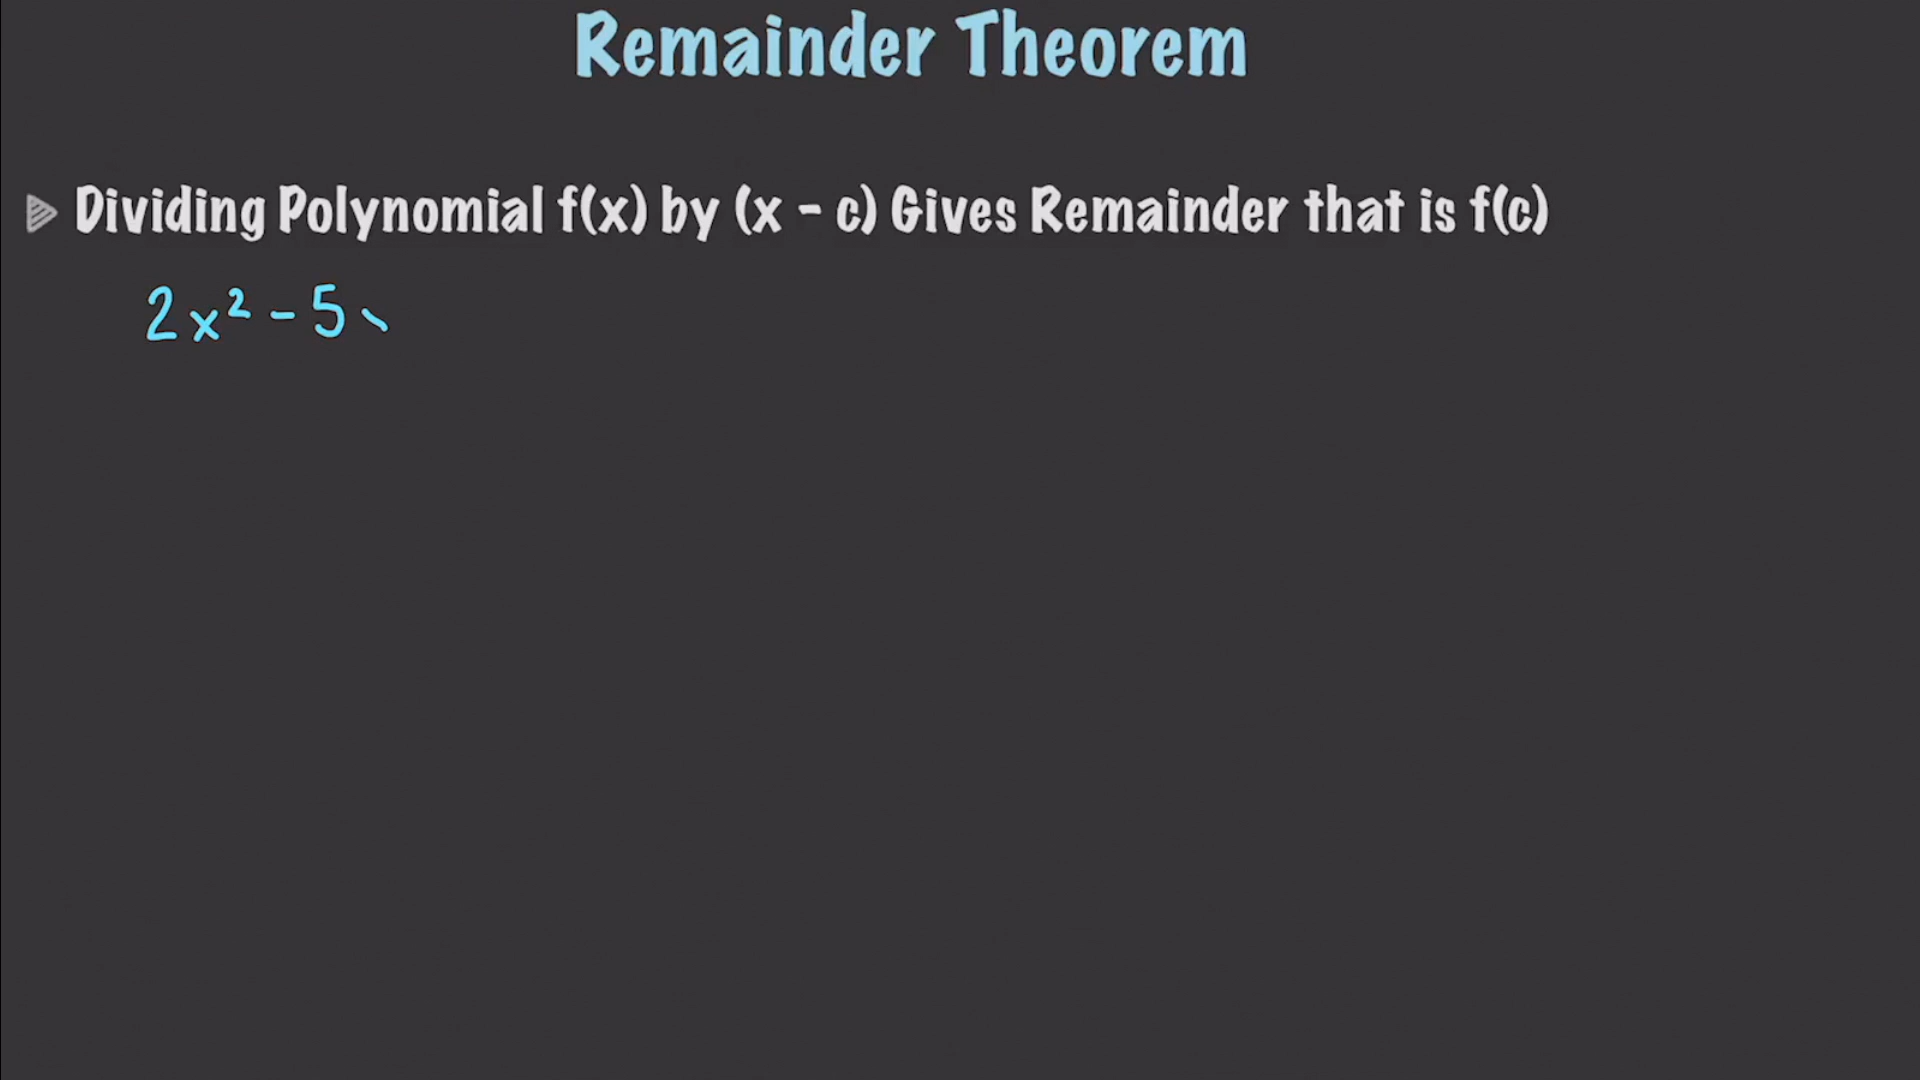 Remainder Theorem
Dividing Polynomial f(x) by (x - c) Gives Remainder that is f(c)
2x² - 5